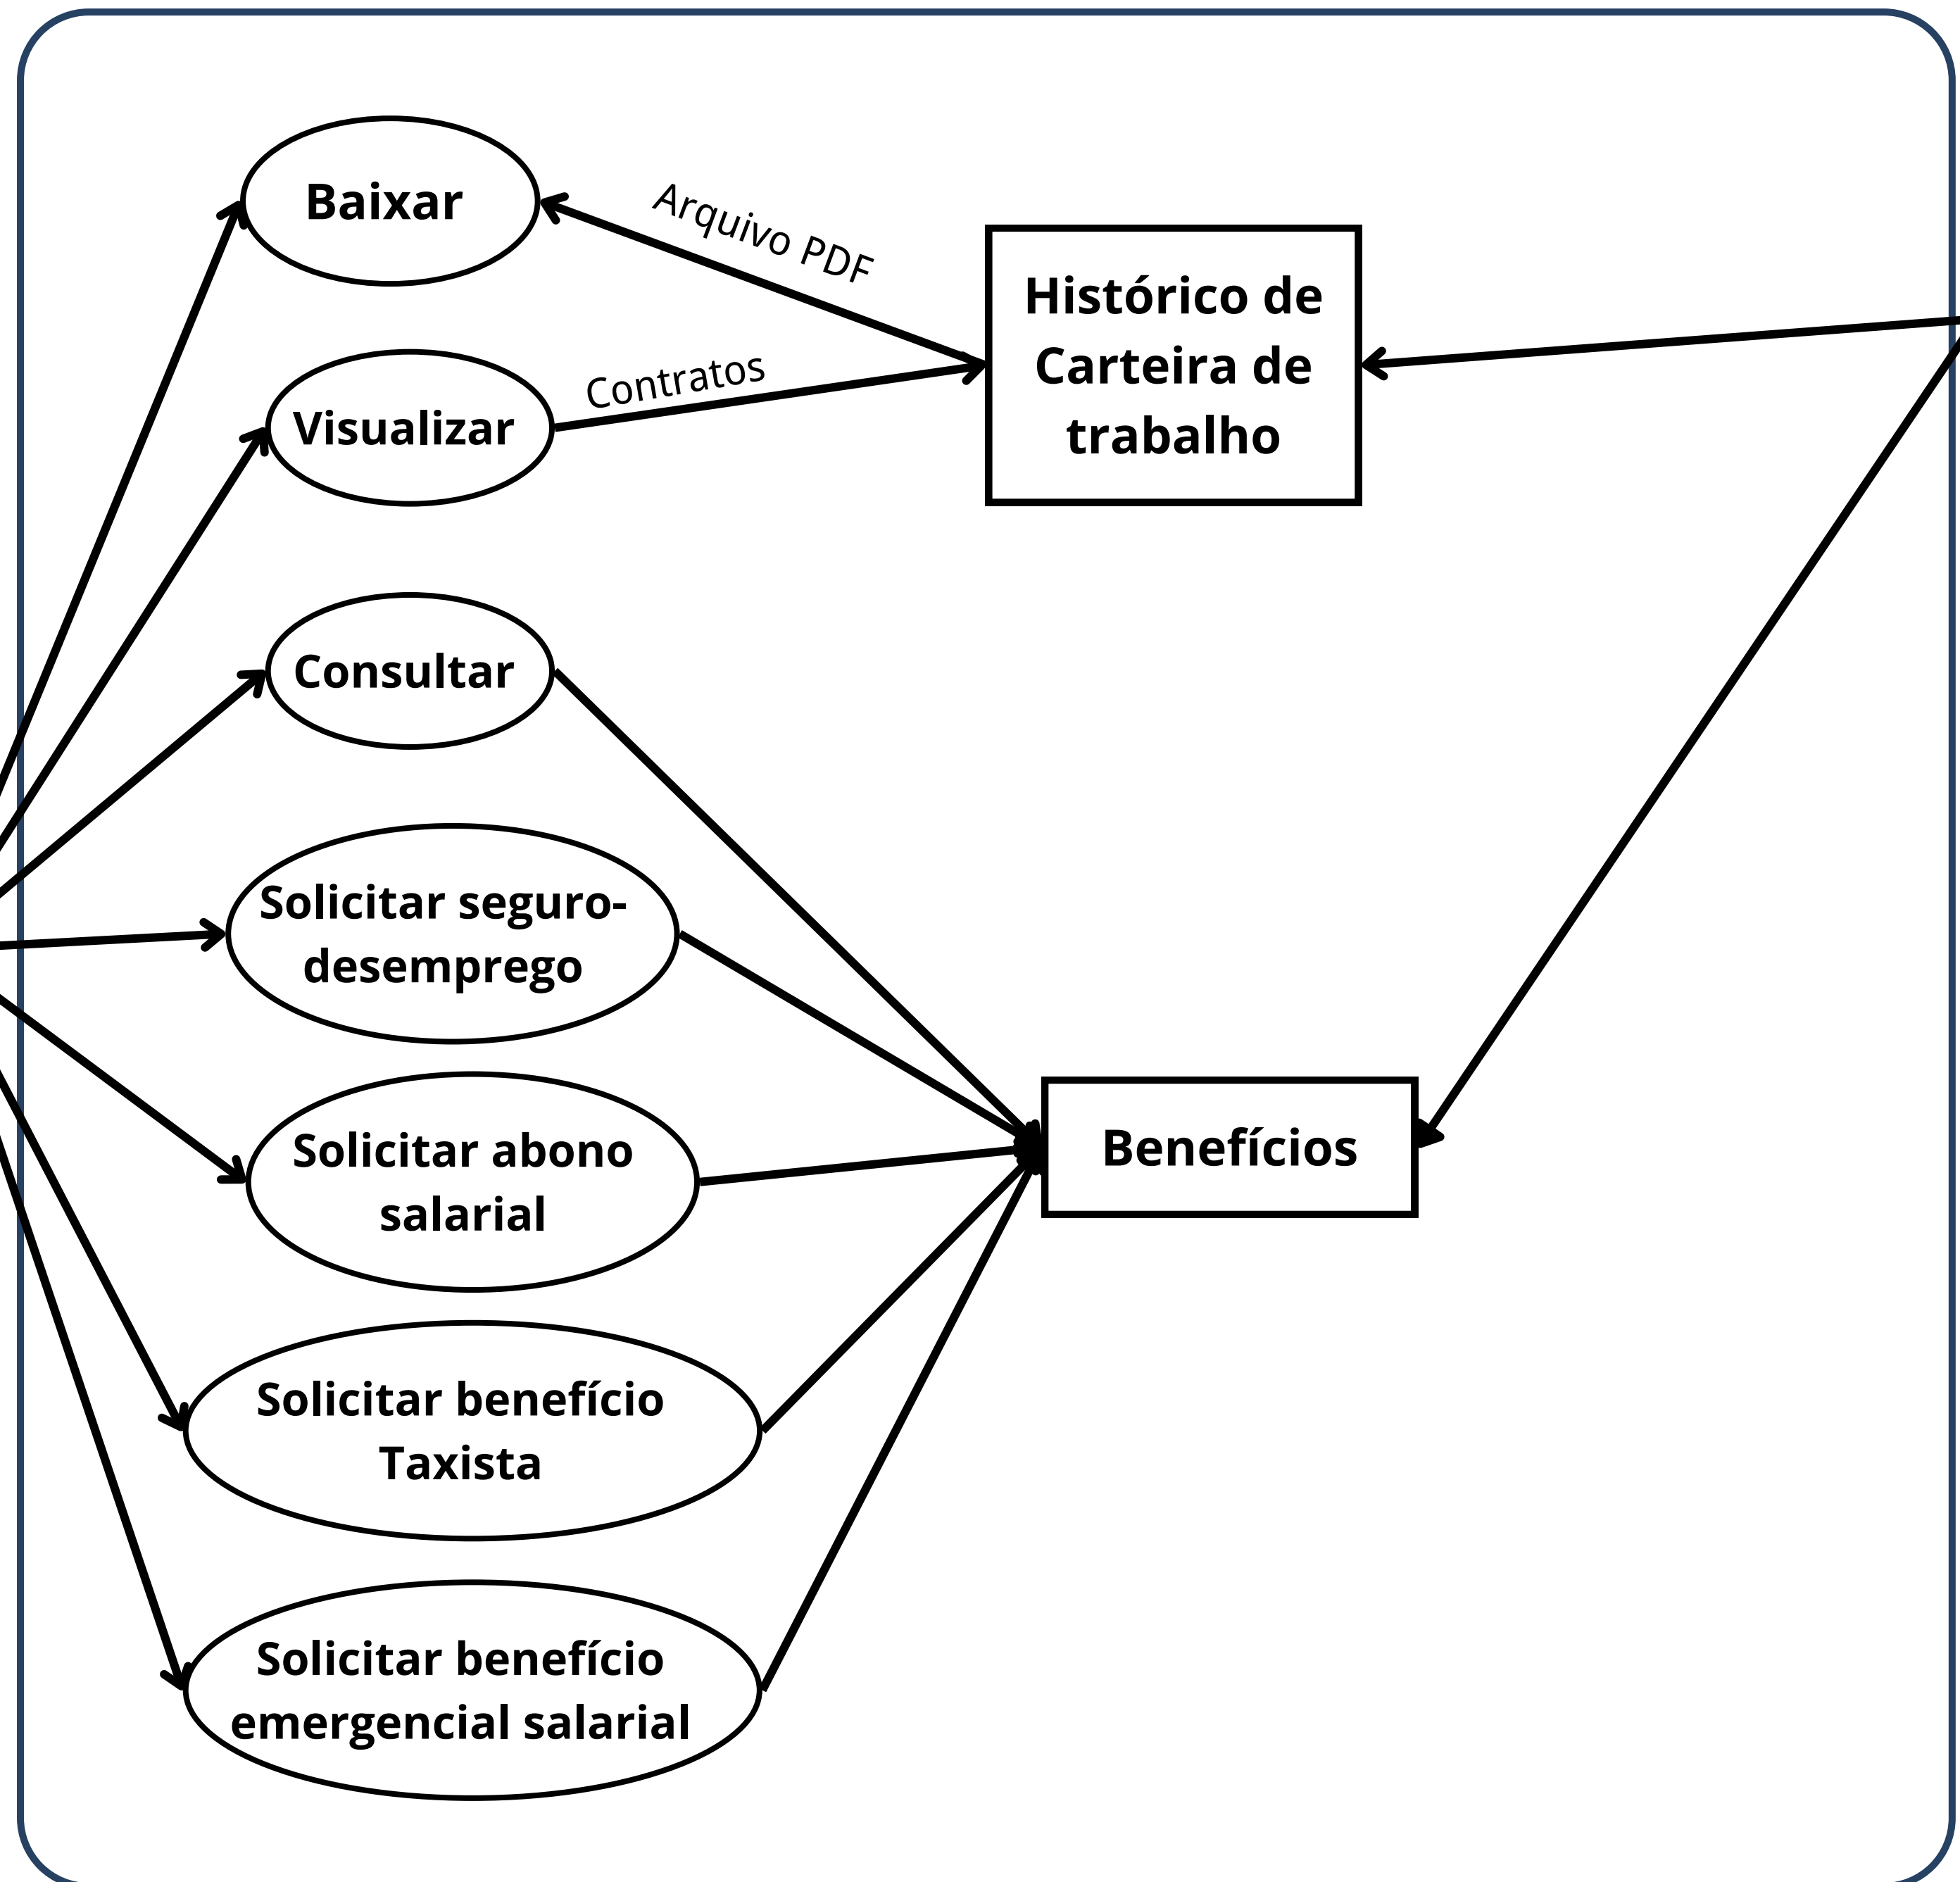 Baixar
Arquivo PDF
Histórico de
Carteira de
trabalho
Contratos
Visualizar
Consultar
Solicitar seguro-
desemprego
Solicitar abono
salarial
Benefícios
Solicitar benefício
Taxista
Solicitar benefício
emergencial salarial